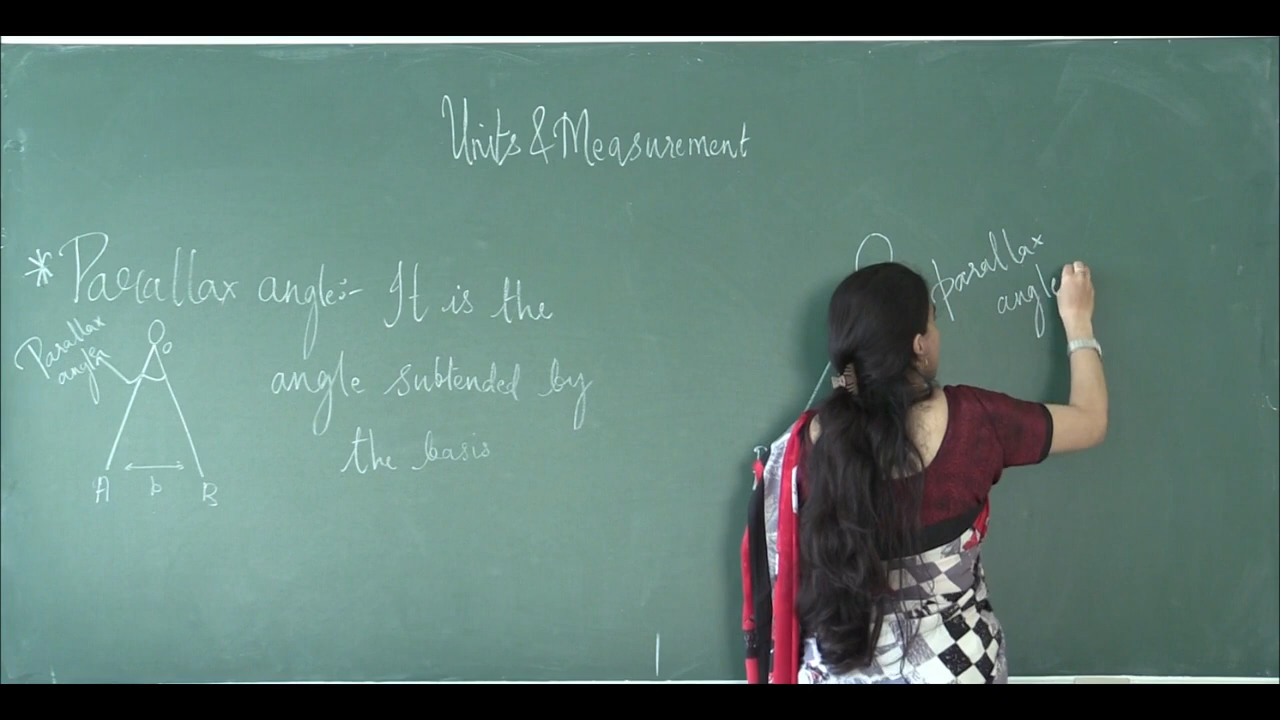 Units & Measurement
* Parallax angle:- It is the
angle subtended by
the basis
Parallax
angle
O
A b B
parallax
angle